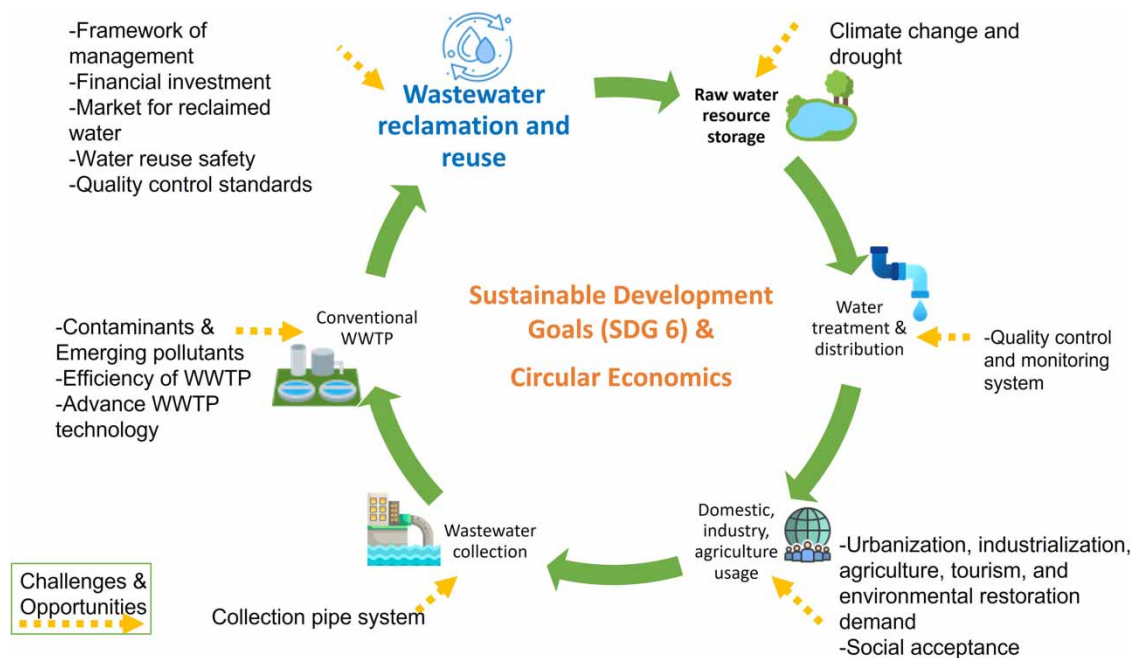 -Framework of
management
-Financial investment
-Market for reclaimed
water
-Water reuse safety
-Quality control standards
Wastewater
reclamation and
reuse
Climate change and
drought
Raw water
resource
storage
Water
treatment &
distribution
-Quality control
and monitoring
system
Sustainable Development
Goals (SDG 6) &
Circular Economics
Conventional
WWTP
-Contaminants &
Emerging pollutants
-Efficiency of WWTP
-Advance WWTP
technology
Domestic,
industry,
agriculture
usage
-Urbanization, industrialization,
agriculture, tourism, and
environmental restoration
demand
-Social acceptance
Wastewater
collection
Collection pipe system
Challenges &
Opportunities